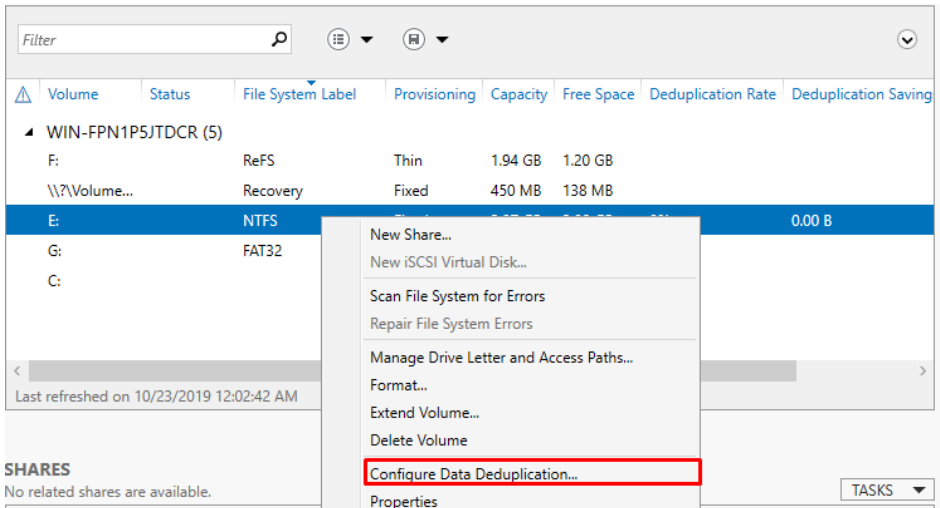 Filter
Volume Status File System Label Provisioning Capacity Free Space Deduplication Rate Deduplication Saving
WIN-FPN1P5JTDCR (5)
F: ReFS Thin 1.94 GB 1.20 GB
\\?\Volume... Recovery Fixed 450 MB 138 MB
E: NTFS 0.00 B
New Share...
G: FAT32
New iSCSI Virtual Disk...
C:
Scan File System for Errors
Repair File System Errors
Manage Drive Letter and Access Paths...
Format...
Last refreshed on 10/23/2019 12:02:42 AM
Extend Volume...
Delete Volume
SHARES
Configure Data Deduplication...
No related shares are available.
TASKS
Properties